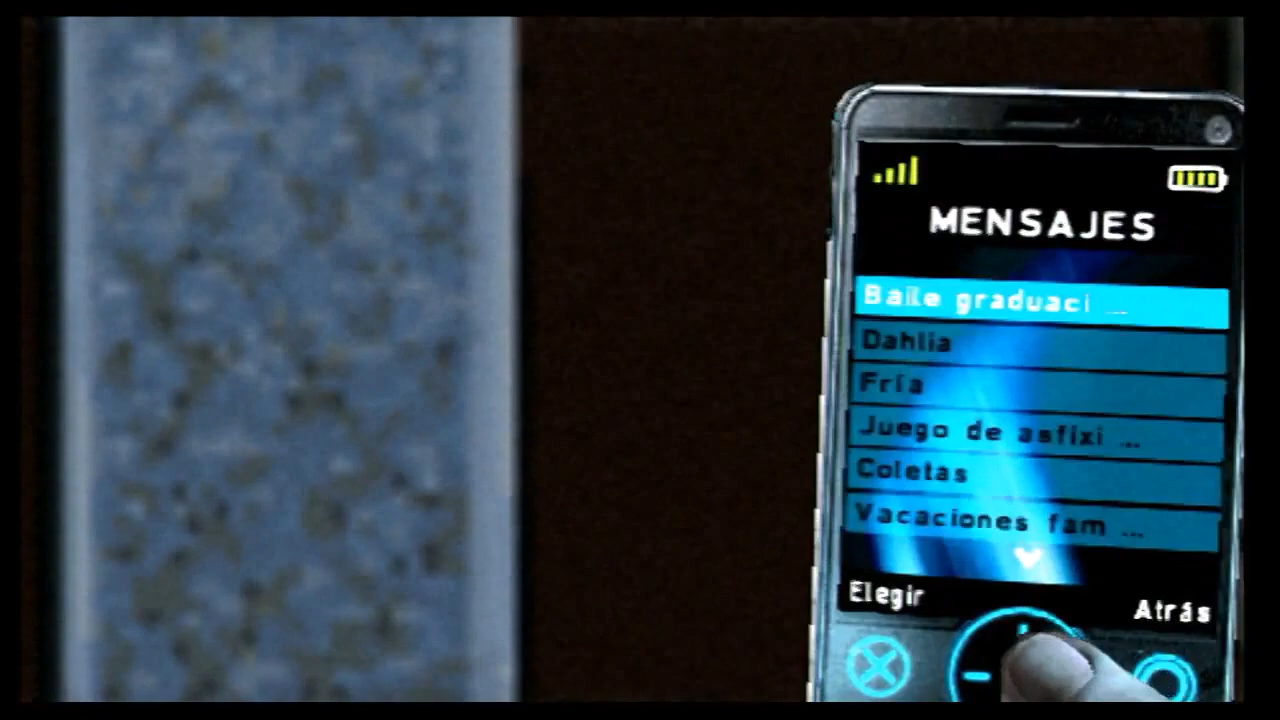 MENSAJES
Baile graduaci ...
Dahlia
Fría
Juego de asfixi ...
Coletas
Vacaciones fam ...
Elegir
Atrás